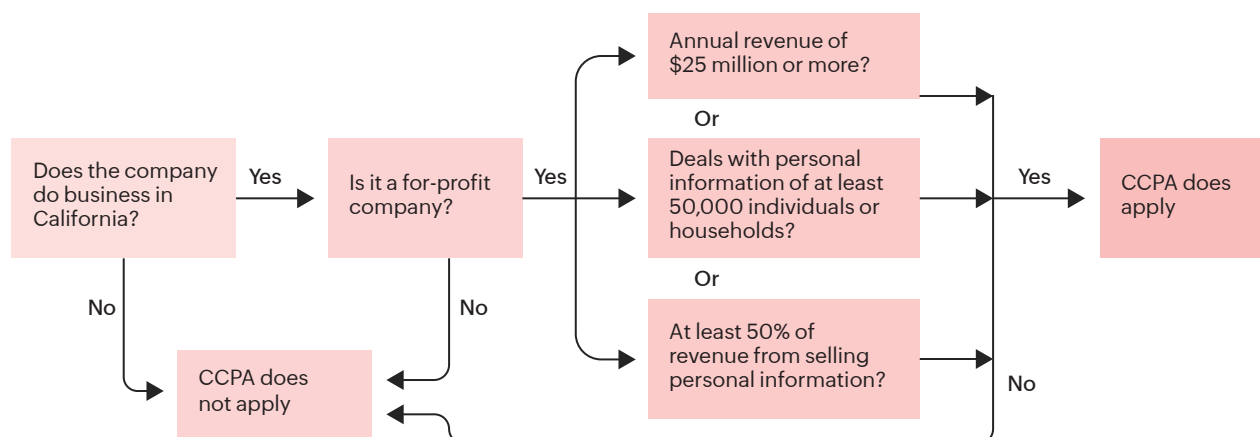 Does the company
do business in
California?
Yes
No
Is it a for-profit
company?
Yes
No
CCPA does
not apply
Annual revenue of
$25 million or more?
Or
Deals with personal
information of at least
50,000 individuals or
households?
Or
At least 50% of
revenue from selling
personal information?
Yes
No
CCPA does
apply